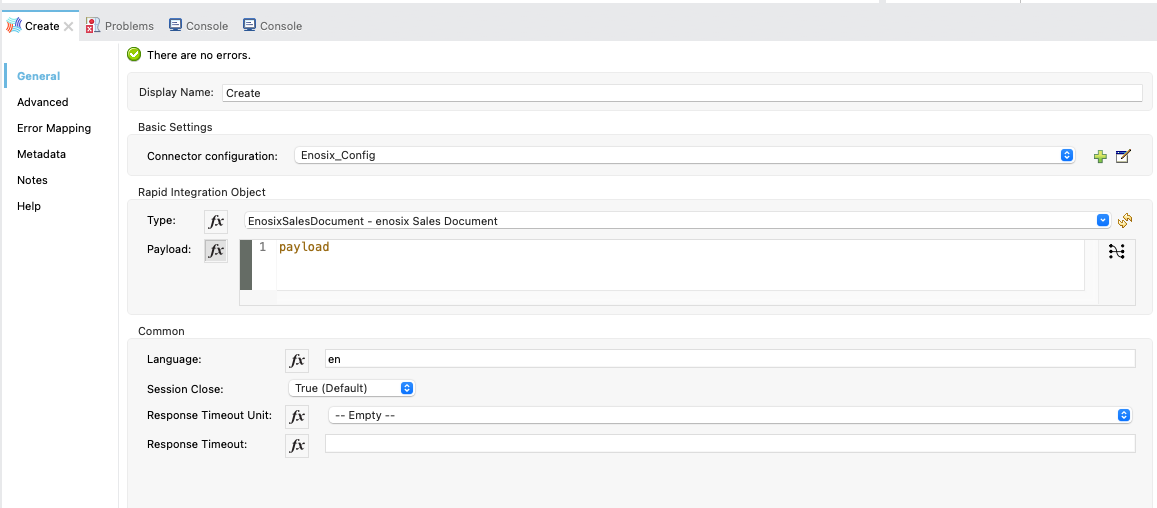 Create Problems Console Console
There are no errors.
General
Advanced
Error Mapping
Metadata
Notes
Help
Display Name: Create
Basic Settings
Connector configuration: Enosix_Config
Rapid Integration Object
Type: fx EnosixSalesDocument - enosix Sales Document
Payload: fx 1 payload
Common
Language: fx en
Session Close: True (Default)
Response Timeout Unit: fx -- Empty --
Response Timeout: fx